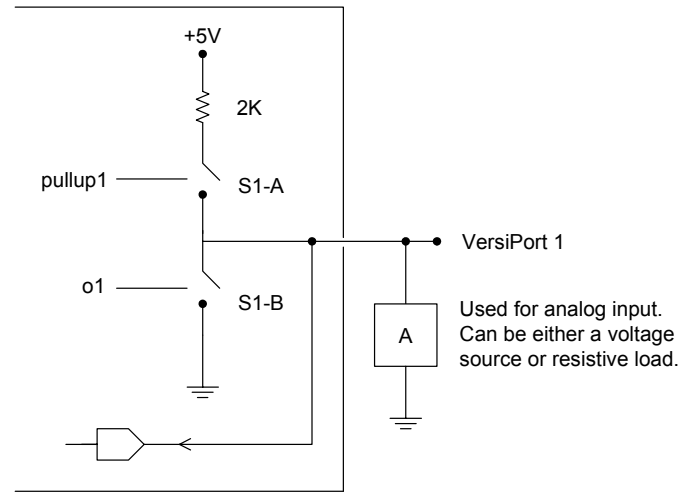 +5V
2K
pullup1
S1-A
VersiPort 1
o1
S1-B
A
Used for analog input.
Can be either a voltage
source or resistive load.